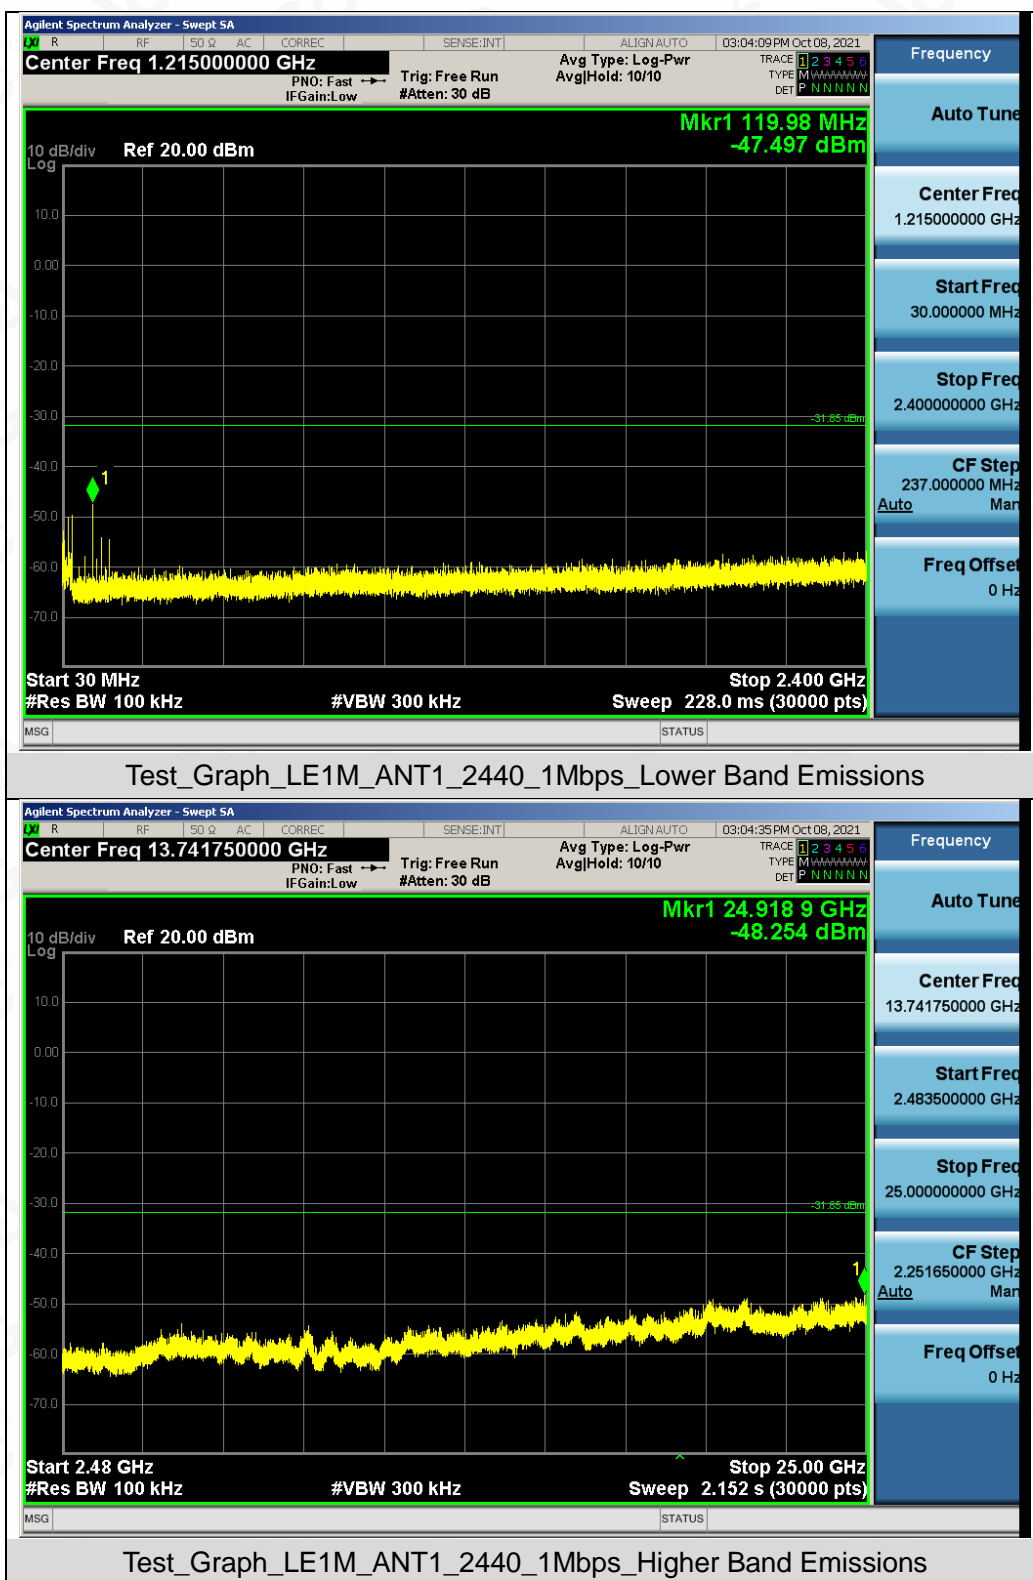 Agilent Spectrum Analyzer - Swept SA
LXI R RF 50 Ω AC CORREC SENSE:INT ALIGNAUTO 03:04:09 PM Oct 08, 2021
Center Freq 1.215000000 GHz
PNO: Fast
IFGain:Low
Trig: Free Run
#Atten: 30 dB
Avg Type: Log-Pwr
Avg|Hold: 10/10
TRACE 1 2 3 4 5 6
TYPE M WWWWW
DET P N N N N N
Mkr1 119.98 MHz
-47.497 dBm
10 dB/div Ref 20.00 dBm
Log
10.0
0.00
-10.0
-20.0
-30.0
-31.85 dBm
-40.0
1
-50.0
-60.0
-70.0
Start 30 MHz Stop 2.400 GHz
#Res BW 100 kHz #VBW 300 kHz Sweep 228.0 ms (30000 pts)
MSG STATUS
Frequency
Auto Tune
Center Freq
1.215000000 GHz
Start Freq
30.000000 MHz
Stop Freq
2.400000000 GHz
CF Step
237.000000 MHz
Auto Man
Freq Offset
0 Hz
Test_Graph_LE1M_ANT1_2440_1Mbps_Lower Band Emissions
Agilent Spectrum Analyzer - Swept SA
LXI R RF 50 Ω AC CORREC SENSE:INT ALIGNAUTO 03:04:35 PM Oct 08, 2021
Center Freq 13.741750000 GHz
PNO: Fast
IFGain:Low
Trig: Free Run
#Atten: 30 dB
Avg Type: Log-Pwr
Avg|Hold: 10/10
TRACE 1 2 3 4 5 6
TYPE M WWWWW
DET P N N N N N
Mkr1 24.918 9 GHz
-48.254 dBm
10 dB/div Ref 20.00 dBm
Log
10.0
0.00
-10.0
-20.0
-30.0
-31.85 dBm
-40.0
1
-50.0
-60.0
-70.0
Start 2.48 GHz Stop 25.00 GHz
#Res BW 100 kHz #VBW 300 kHz Sweep 2.152 s (30000 pts)
MSG STATUS
Frequency
Auto Tune
Center Freq
13.741750000 GHz
Start Freq
2.483500000 GHz
Stop Freq
25.000000000 GHz
CF Step
2.251650000 GHz
Auto Man
Freq Offset
0 Hz
Test_Graph_LE1M_ANT1_2440_1Mbps_Higher Band Emissions